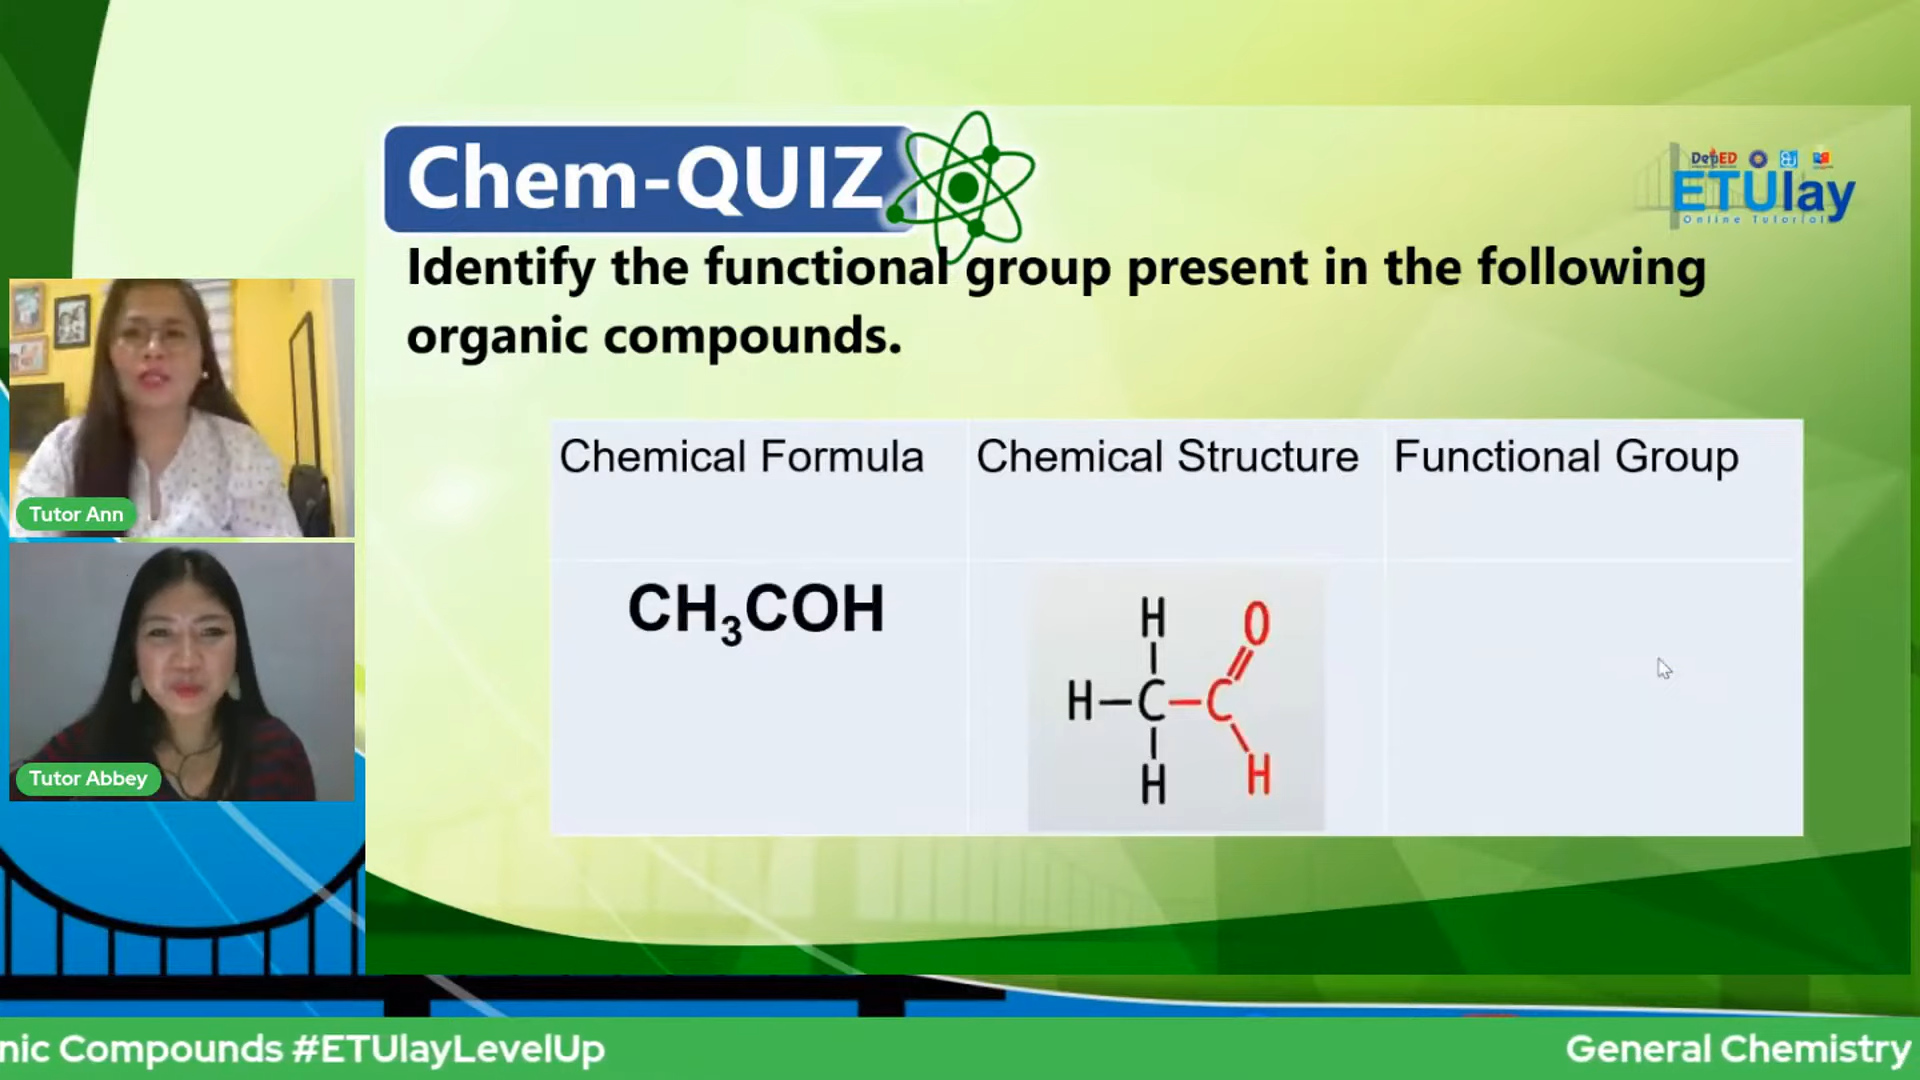 Chem-QUIZ
DepED
ETUlay
Online Tutorial
Identify the functional group present in the following
organic compounds.
Chemical Formula
Chemical Structure
Functional Group
CH₃COH
H O
H–C–C
H H
Tutor Ann
Tutor Abbey
nic Compounds #ETUlayLevelUp
General Chemistry